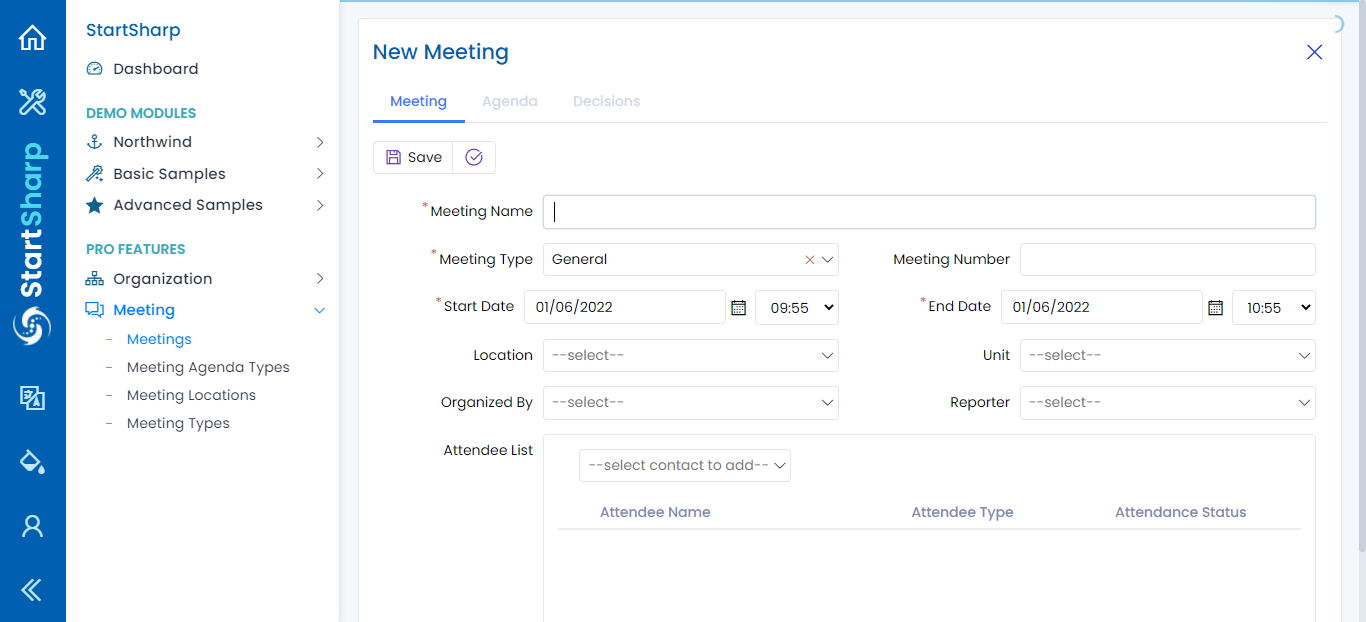 StartSharp
StartSharp
Dashboard
DEMO MODULES
Northwind
Basic Samples
Advanced Samples
PRO FEATURES
Organization
Meeting
- Meetings
- Meeting Agenda Types
- Meeting Locations
- Meeting Types
New Meeting
Meeting Agenda Decisions
Save
*Meeting Name
*Meeting Type General Meeting Number
*Start Date 01/06/2022 09:55 *End Date 01/06/2022 10:55
Location --select-- Unit --select--
Organized By --select-- Reporter --select--
Attendee List
--select contact to add--
Attendee Name Attendee Type Attendance Status